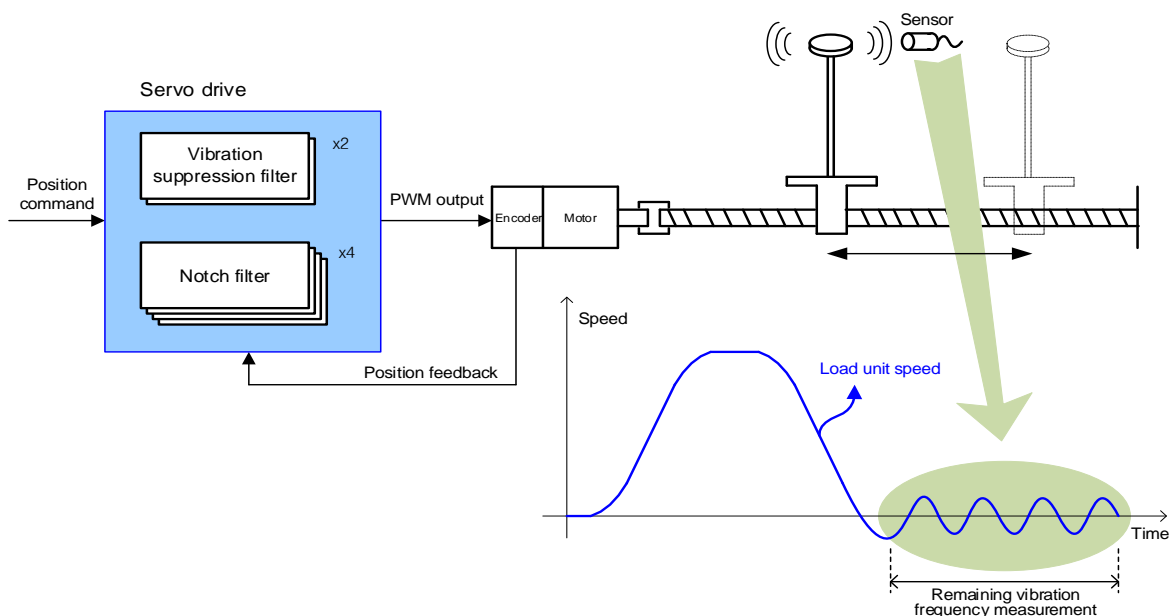 Sensor
Servo drive
Vibration
suppression filter
x2
Position
command
PWM output
Encoder
Motor
Notch filter
x4
Speed
Position feedback
Load unit speed
Time
Remaining vibration
frequency measurement